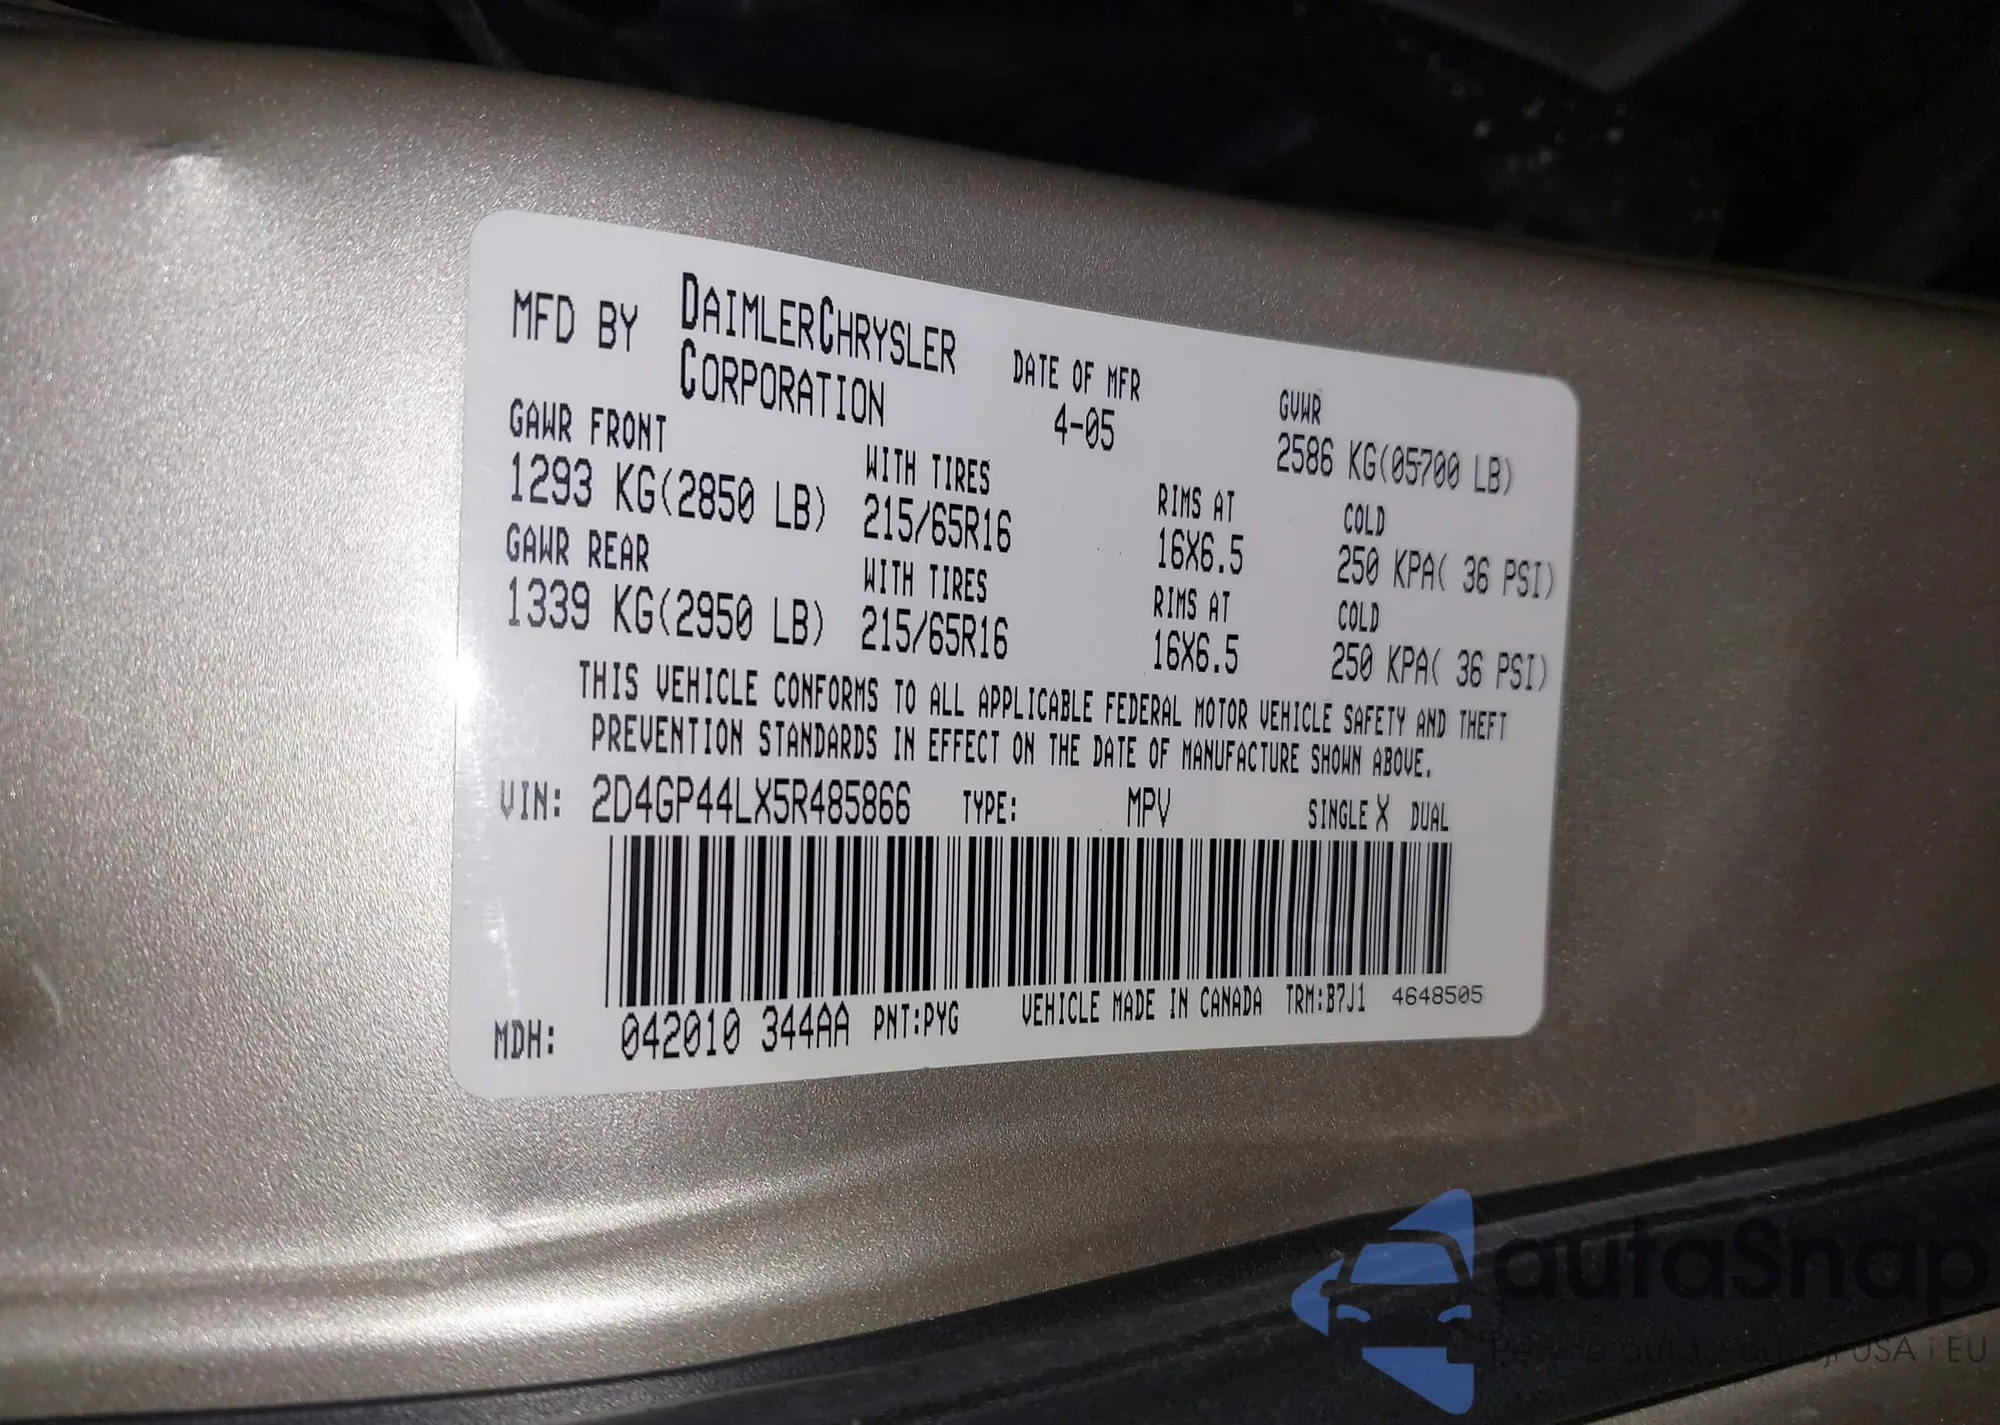 MFD BY DAIMLERCHRYSLER CORPORATION
DATE OF MFR
4-05
GVWR
2586 KG(05700 LB)
GAWR FRONT
1293 KG(2850 LB)
WITH TIRES
215/65R16
RIMS AT
16X6.5
COLD
250 KPA( 36 PSI)
GAWR REAR
1339 KG(2950 LB)
WITH TIRES
215/65R16
RIMS AT
16X6.5
COLD
250 KPA( 36 PSI)
THIS VEHICLE CONFORMS TO ALL APPLICABLE FEDERAL MOTOR VEHICLE SAFETY AND THEFT
PREVENTION STANDARDS IN EFFECT ON THE DATE OF MANUFACTURE SHOWN ABOVE.
VIN: 2D4GP44LX5R485866 TYPE: MPV SINGLE X DUAL
MDH: 042010 344AA PNT:PYG VEHICLE MADE IN CANADA TRM:B7J1 4648505
autaSnap
USA i EU